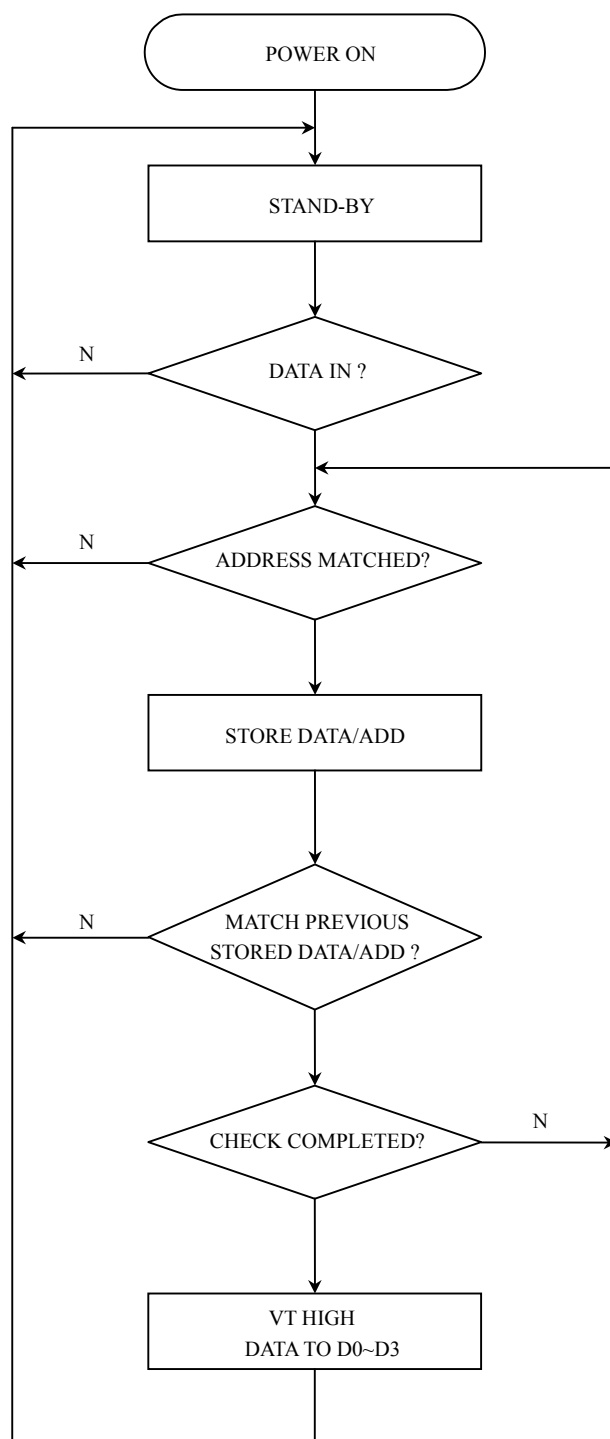 POWER ON
STAND-BY
N
DATA IN ?
N
ADDRESS MATCHED?
STORE DATA/ADD
N
MATCH PREVIOUS
STORED DATA/ADD ?
CHECK COMPLETED?
N
VT HIGH
DATA TO D0~D3